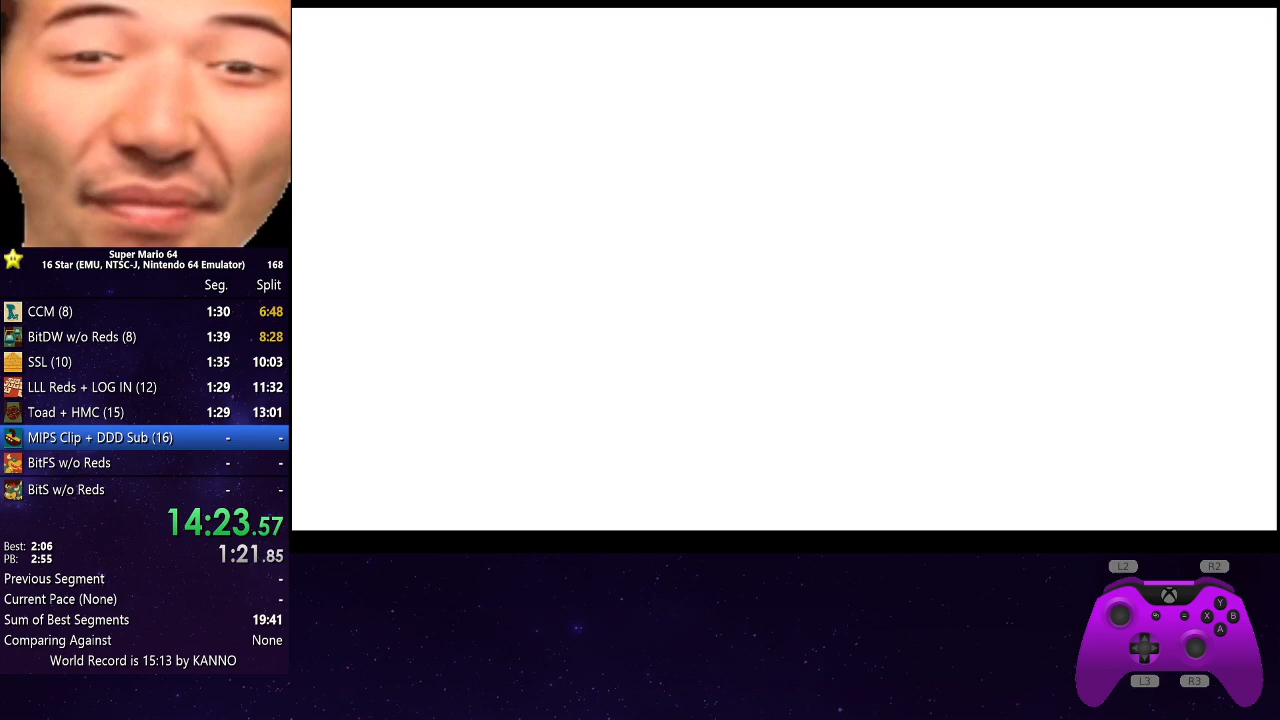 Super Mario 64
16 Star (EMU, NTSC-J, Nintendo 64 Emulator) 168
Seg. Split
CCM (8) 1:30 6:48
BitDW w/o Reds (8) 1:39 8:28
SSL (10) 1:35 10:03
LLL Reds + LOG IN (12) 1:29 11:32
Toad + HMC (15) 1:29 13:01
MIPS Clip + DDD Sub (16) - -
BitFS w/o Reds - -
BitS w/o Reds - -
14:23.57
Best: 2:06
PB: 2:55
1:21.85
Previous Segment -
Current Pace (None) -
Sum of Best Segments 19:41
Comparing Against None
World Record is 15:13 by KANNO
L2 R2
Y
X B
A
L3 R3